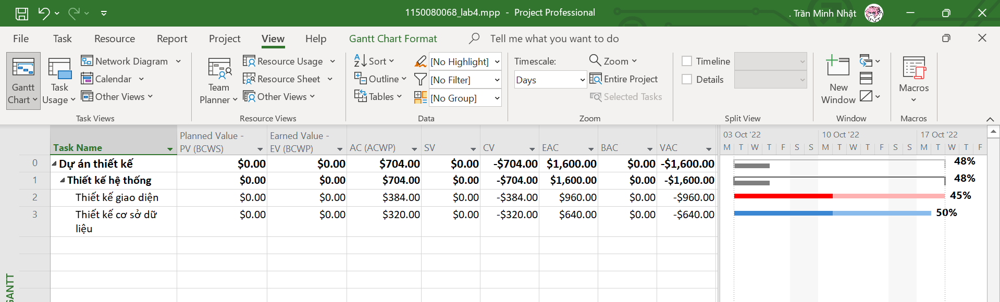 1150080068_lab4.mpp - Project Professional
. Trần Minh Nhật
File Task Resource Report Project View Help Gantt Chart Format Tell me what you want to do
Gantt Chart
Task Usage
Network Diagram
Calendar
Other Views
Task Views
Team Planner
Resource Usage
Resource Sheet
Other Views
Resource Views
Sort
Outline
Tables
[No Highlight]
[No Filter]
[No Group]
Data
Timescale:
Days
Zoom
Entire Project
Selected Tasks
Zoom
Timeline
Details
Split View
New Window
Window
Macros
Macros
Task Name Planned Value - PV (BCWS) Earned Value - EV (BCWP) AC (ACWP) SV CV EAC BAC VAC
03 Oct '22 10 Oct '22 17 Oct '22
M T W T F S S M T W T F S S M T W T F
0 Dự án thiết kế $0.00 $0.00 $704.00 $0.00 -$704.00 $1,600.00 $0.00 -$1,600.00 48%
1 Thiết kế hệ thống $0.00 $0.00 $704.00 $0.00 -$704.00 $1,600.00 $0.00 -$1,600.00 48%
2 Thiết kế giao diện $0.00 $0.00 $384.00 $0.00 -$384.00 $960.00 $0.00 -$960.00 45%
3 Thiết kế cơ sở dữ liệu $0.00 $0.00 $320.00 $0.00 -$320.00 $640.00 $0.00 -$640.00 50%
GANTT